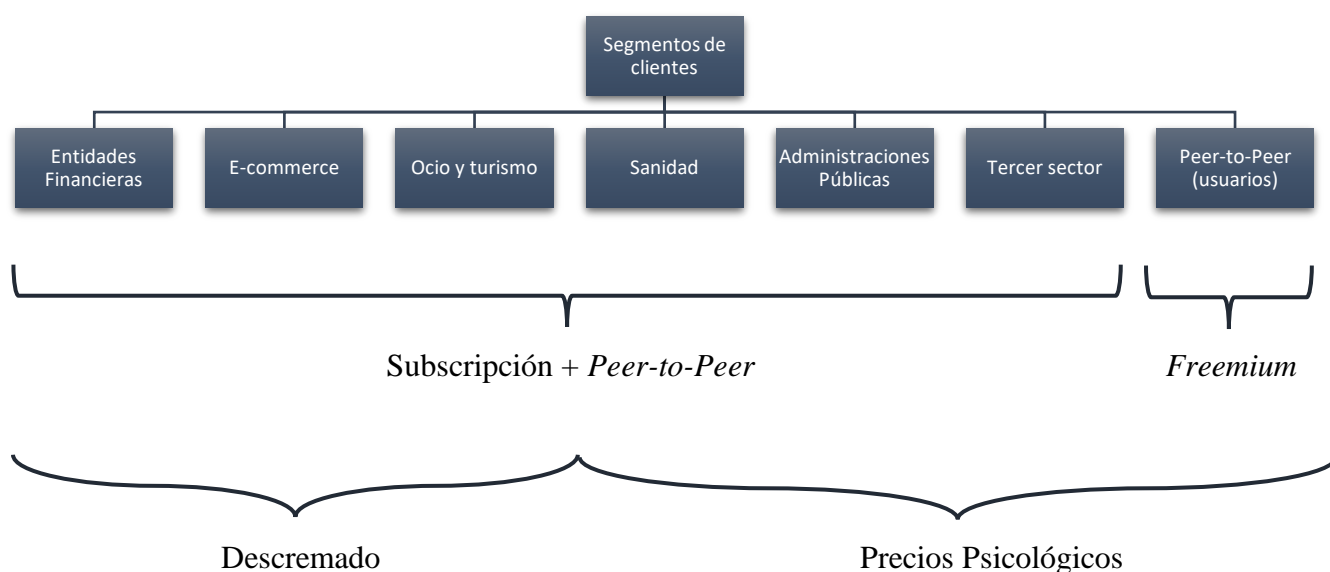 Segmentos de
clientes
Entidades
Financieras
E-commerce
Ocio y turismo
Sanidad
Administraciones
Públicas
Tercer sector
Peer-to-Peer
(usuarios)
Subscripción + Peer-to-Peer
Freemium
Descremado
Precios Psicológicos